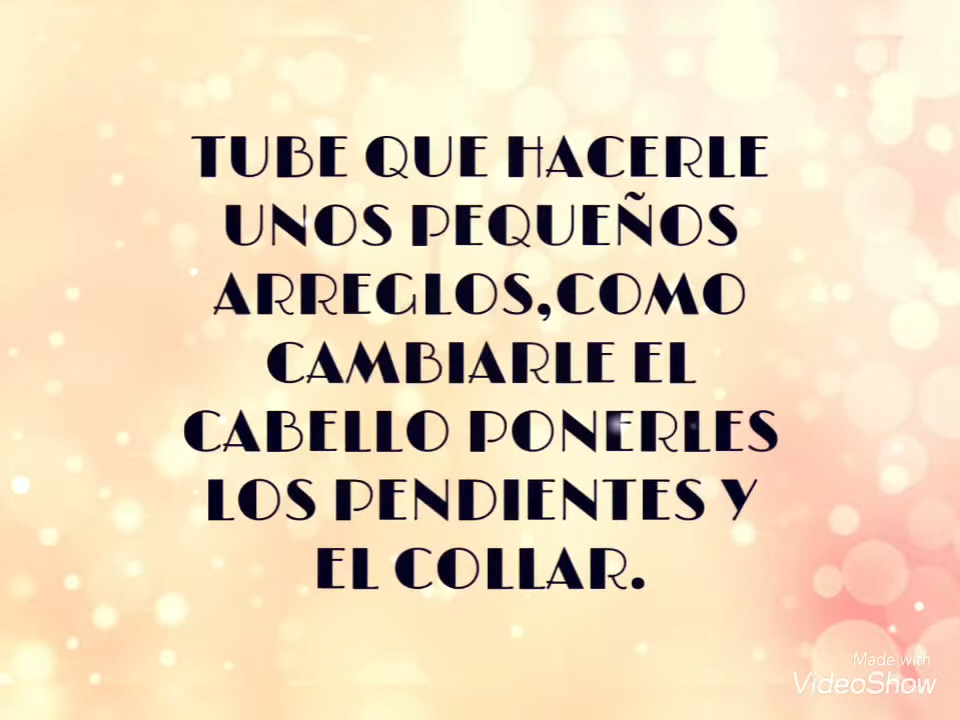 TUBE QUE HACERLE
UNOS PEQUEÑOS
ARREGLOS,COMO
CAMBIARLE EL
CABELLO PONERLES
LOS PENDIENTES Y
EL COLLAR.
Made with
VideoShow